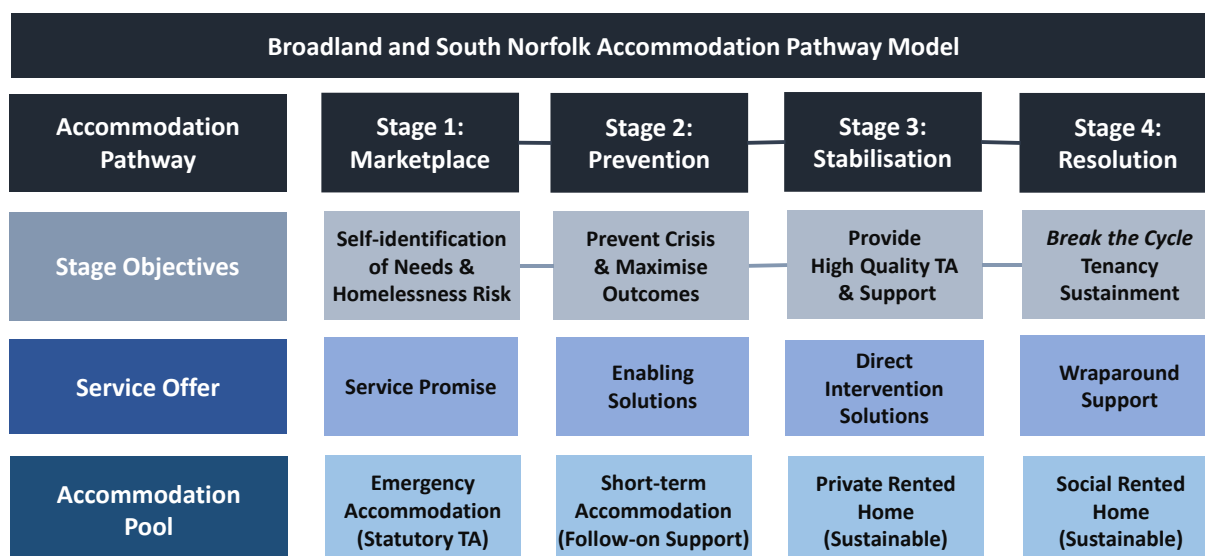 Broadland and South Norfolk Accommodation Pathway Model
Accommodation
Pathway
Stage 1:
Marketplace
Stage 2:
Prevention
Stage 3:
Stabilisation
Stage 4:
Resolution
Stage Objectives
Self-identification
of Needs &
Homelessness Risk
Prevent Crisis
& Maximise
Outcomes
Provide
High Quality TA
& Support
Break the Cycle
Tenancy
Sustainment
Service Offer
Service Promise
Enabling
Solutions
Direct
Intervention
Solutions
Wraparound
Support
Accommodation
Pool
Emergency
Accommodation
(Statutory TA)
Short-term
Accommodation
(Follow-on Support)
Private Rented
Home
(Sustainable)
Social Rented
Home
(Sustainable)